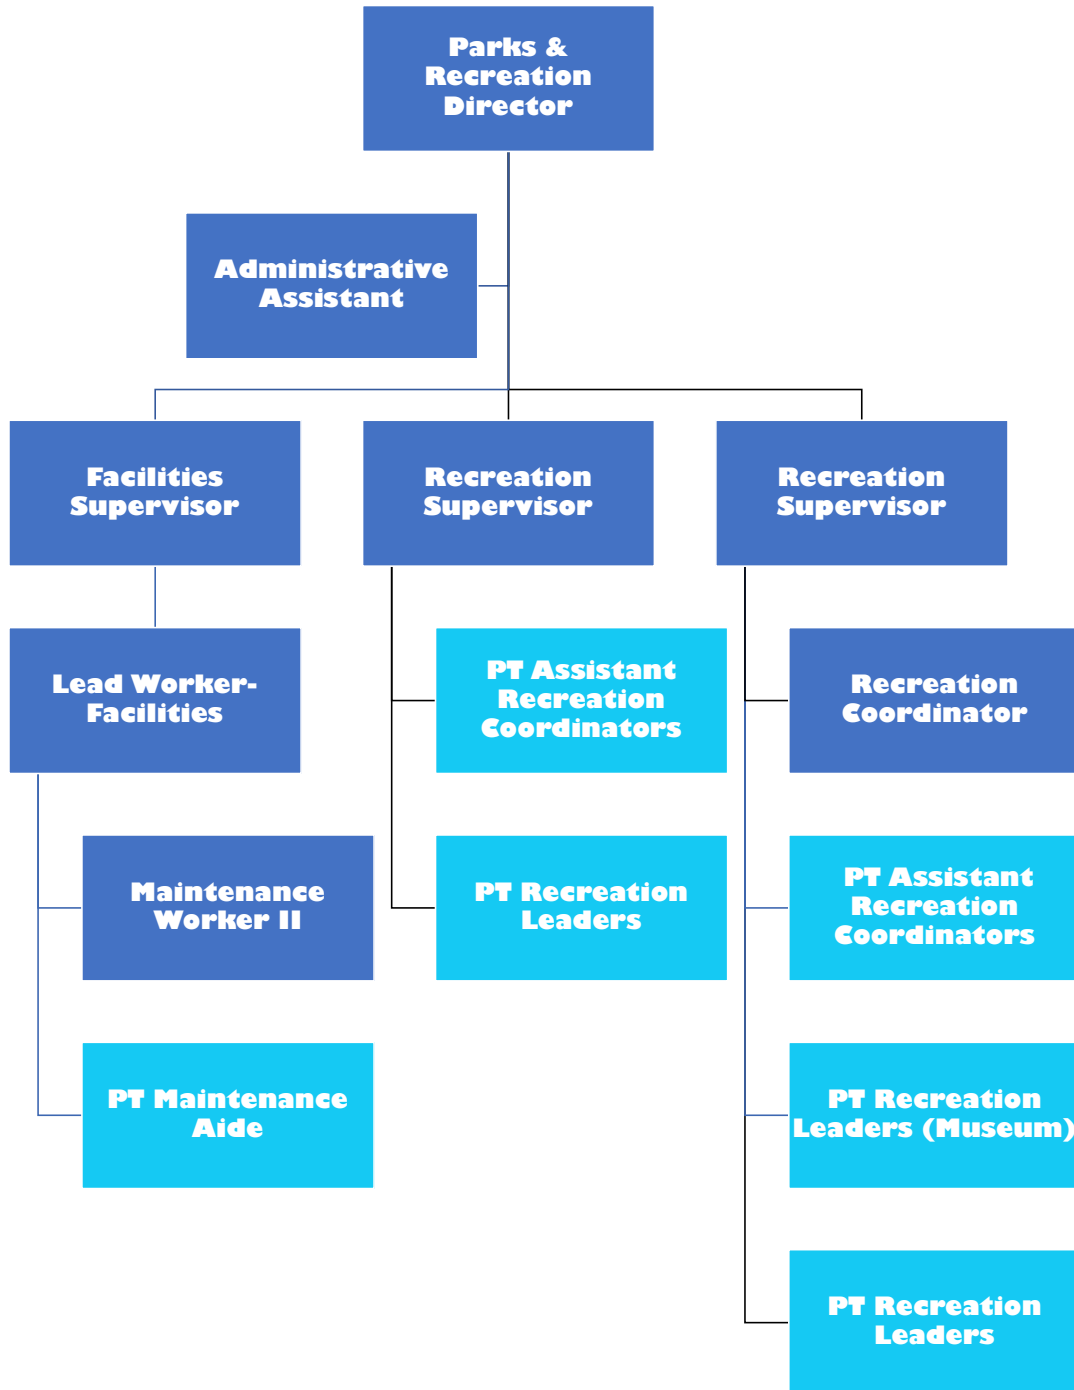 Parks &
Recreation
Director
Administrative
Assistant
Facilities
Supervisor
Recreation
Supervisor
Recreation
Supervisor
Lead Worker-
Facilities
PT Assistant
Recreation
Coordinators
Recreation
Coordinator
Maintenance
Worker II
PT Recreation
Leaders
PT Assistant
Recreation
Coordinators
PT Maintenance
Aide
PT Recreation
Leaders (Museum)
PT Recreation
Leaders